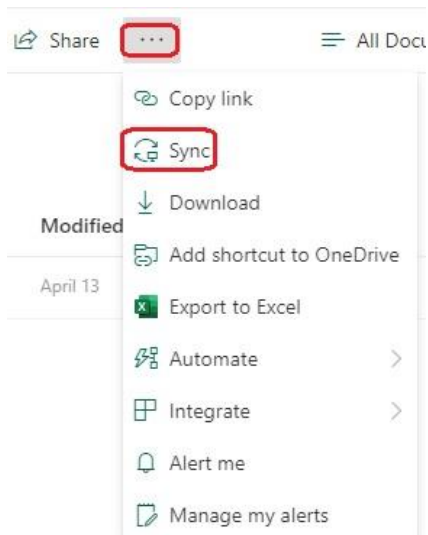 Share ... All Docu
Copy link
Sync
Download
Modified
Add shortcut to OneDrive
April 13
Export to Excel
Automate
Integrate
Alert me
Manage my alerts